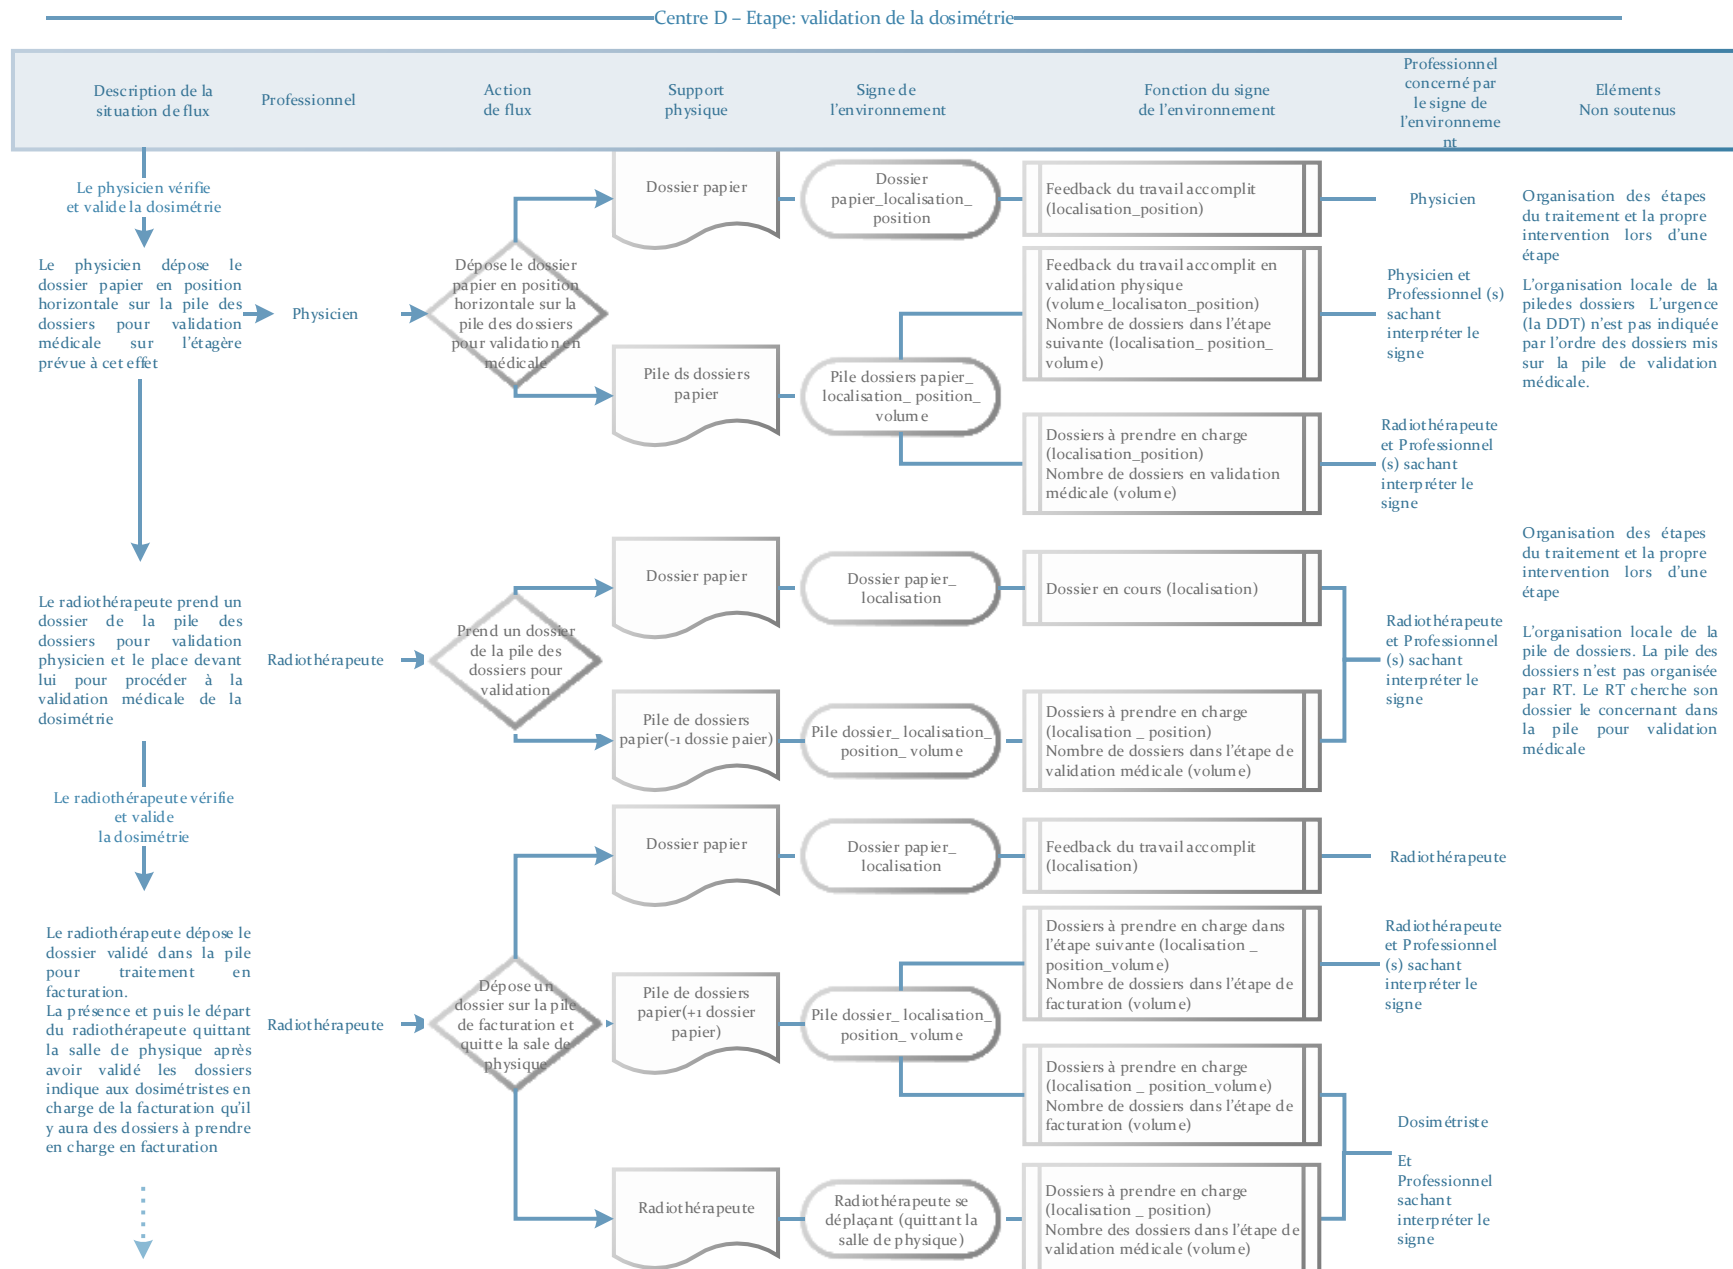 Centre D – Etape: validation de la dosimétrie
Description de la
situation de flux
Professionnel
Action
de flux
Support
physique
Signe de
l'environnement
Fonction du signe
de l'environnement
Professionnel
concerné par
le signe de
l'environneme
nt
Eléments
Non soutenus
Le physicien vérifie
et valide la dosimétrie
Le physicien dépose le
dossier papier en position
horizontale sur la pile des
dossiers pour validation
médicale sur l'étagère
prévue à cet effet
Physicien
Dépose le dossier
papier en position
horizontale sur la
pile des dossiers
pour validation en
médicale
Dossier papier
Dossier
papier_localisation_
position
Feedback du travail accomplit
(localisation_position)
Physicien
Pile ds dossiers
papier
Pile dossiers papier_
localisation_ position_
volume
Feedback du travail accomplit en
validation physique
(volume_localisaton_position)
Nombre de dossiers dans l'étape
suivante (localisation_ position_
volume)
Physicien et
Professionnel (s)
sachant
interpréter le
signe
Dossiers à prendre en charge
(localisation_position)
Nombre de dossiers en validation
médicale (volume)
Radiothérapeute
et Professionnel
(s) sachant
interpréter le
signe
Organisation des étapes
du traitement et la propre
intervention lors d'une
étape
L'organisation locale de la
piledes dossiers L'urgence
(la DDT) n'est pas indiquée
par l'ordre des dossiers mis
sur la pile de validation
médicale.
Le radiothérapeute prend un
dossier de la pile des
dossiers pour validation
physicien et le place devant
lui pour procéder à la
validation médicale de la
dosimétrie
Radiothérapeute
Prend un dossier
de la pile des
dossiers pour
validation
Dossier papier
Dossier papier_
localisation
Dossier en cours (localisation)
Pile de dossiers
papier(-1 dossie paier)
Pile dossier_ localisation_
position_ volume
Dossiers à prendre en charge
(localisation _ position)
Nombre de dossiers dans l'étape de
validation médicale (volume)
Radiothérapeute
et Professionnel
(s) sachant
interpréter le
signe
Organisation des étapes
du traitement et la propre
intervention lors d'une
étape
L'organisation locale de la
pile de dossiers. La pile des
dossiers n'est pas organisée
par RT. Le RT cherche son
dossier le concernant dans
la pile pour validation
médicale
Le radiothérapeute vérifie
et valide
la dosimétrie
Le radiothérapeute dépose le
dossier validé dans la pile
pour traitement en
facturation.
La présence et puis le départ
du radiothérapeute quittant
la salle de physique après
avoir validé les dossiers
indique aux dosimétristes en
charge de la facturation qu'il
y aura des dossiers à prendre
en charge en facturation
Radiothérapeute
Dépose un
dossier sur la pile
de facturation et
quitte la sale de
physique
Dossier papier
Dossier papier_
localisation
Feedback du travail accomplit
(localisation)
Radiothérapeute
Pile de dossiers
papier(+1 dossier
papier)
Pile dossier_ localisation_
position_ volume
Dossiers à prendre en charge dans
l'étape suivante (localisation _
position_volume)
Nombre de dossiers dans l'étape de
facturation (volume)
Radiothérapeute
et Professionnel
(s) sachant
interpréter le
signe
Dossiers à prendre en charge
(localisation _ position_volume)
Nombre de dossiers dans l'étape de
facturation (volume)
Radiothérapeute
Radiothérapeute se
déplaçant (quittant la
salle de physique)
Dossiers à prendre en charge
(localisation _ position)
Nombre des dossiers dans l'étape de
validation médicale (volume)
Dosimétriste
Et
Professionnel
sachant
interpréter le
signe